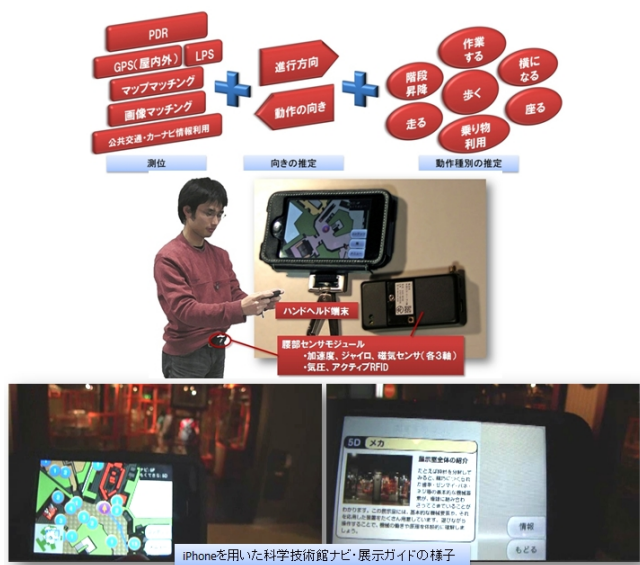 PDR
GPS(屋内外)
LPS
マップマッチング
画像マッチング
公共交通・カーナビ情報利用
測位
進行方向
動作の向き
向きの推定
作業
する
階段
昇降
横に
なる
歩く
走る
座る
乗り物
利用
動作種別の推定
ハンドヘルド端末
腰部センサモジュール
・加速度、ジャイロ、磁気センサ(各3軸)
・気圧、アクティブRFID
5D メカ
展示室全体の紹介
情報
もどる
iPhoneを用いた科学技術館ナビ・展示ガイドの様子